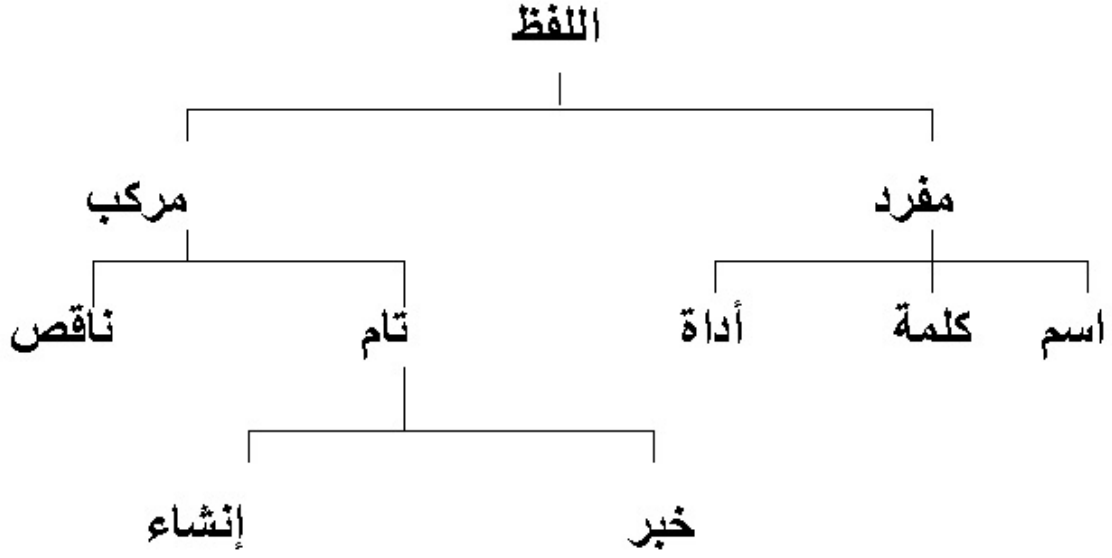 اللفظ
مفرد مركب
اسم كلمة أداة تام ناقص
خبر إنشاء